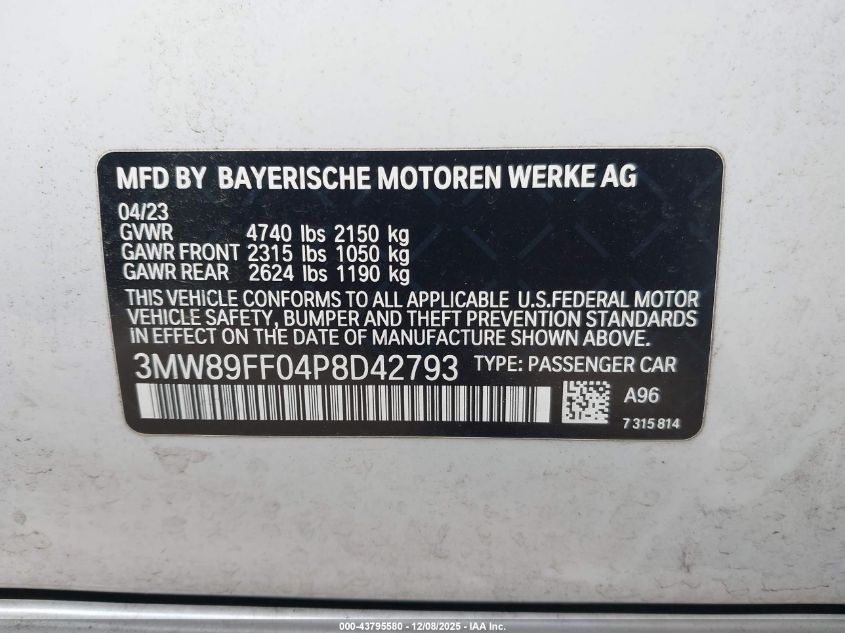 MFD BY BAYERISCHE MOTOREN WERKE AG
04/23
GVWR 4740 lbs 2150 kg
GAWR FRONT 2315 lbs 1050 kg
GAWR REAR 2624 lbs 1190 kg
THIS VEHICLE CONFORMS TO ALL APPLICABLE U.S.FEDERAL MOTOR
VEHICLE SAFETY, BUMPER AND THEFT PREVENTION STANDARDS
IN EFFECT ON THE DATE OF MANUFACTURE SHOWN ABOVE.
3MW89FF04P8D42793 TYPE: PASSENGER CAR
A96
7 315 814
000-43795580 - 12/08/2025 - IAA Inc.